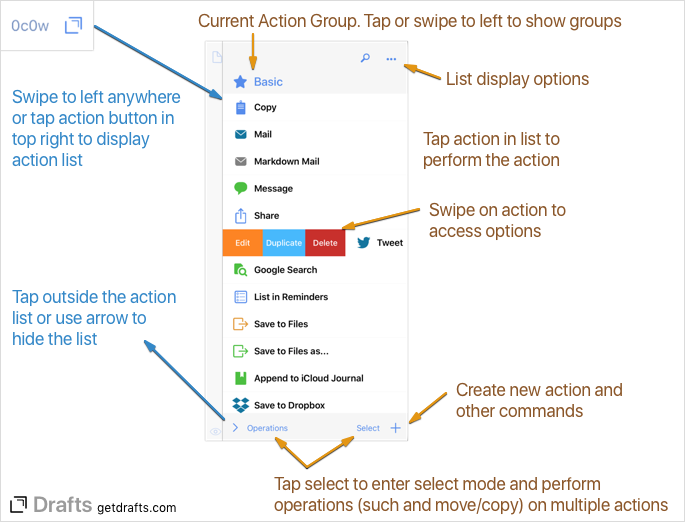 0c0w
Current Action Group. Tap or swipe to left to show groups
Basic
List display options
Swipe to left anywhere
or tap action button in
top right to display
action list
Copy
Mail
Markdown Mail
Message
Share
Tap action in list to
perform the action
Swipe on action to
access options
Edit Duplicate Delete Tweet
Google Search
List in Reminders
Save to Files
Save to Files as...
Append to iCloud Journal
Save to Dropbox
Tap outside the action
list or use arrow to
hide the list
Create new action and
other commands
Operations Select
Tap select to enter select mode and perform
operations (such and move/copy) on multiple actions
Drafts getdrafts.com